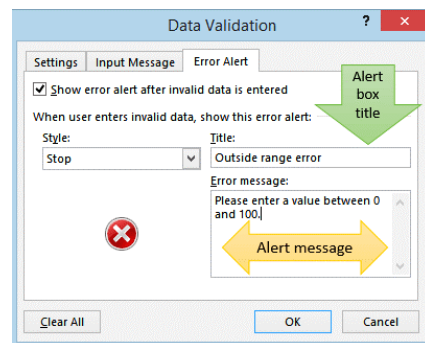 Data Validation
?
Settings
Input Message
Error Alert
Show error alert after invalid data is entered
When user enters invalid data, show this error alert:
Alert
box
title
Style:
Title:
Stop
Outside range error
Error message:
Please enter a value between 0
and 100.
Alert message
Clear All
OK
Cancel